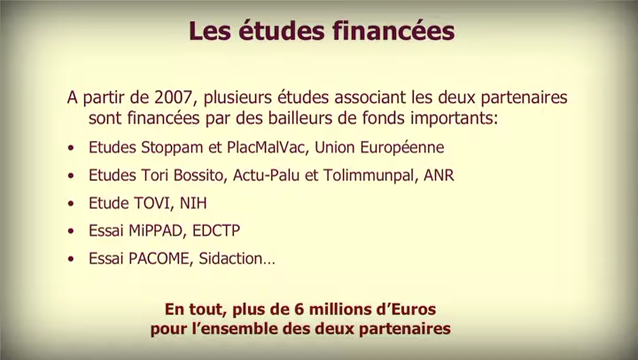 Les études financées
A partir de 2007, plusieurs études associant les deux partenaires
sont financées par des bailleurs de fonds importants:
• Etudes Stoppam et PlacMalVac, Union Européenne
• Etudes Tori Bossito, Actu-Palu et Tolimmunpal, ANR
• Etude TOVI, NIH
• Essai MiPPAD, EDCTP
• Essai PACOME, Sidaction…
En tout, plus de 6 millions d’Euros
pour l’ensemble des deux partenaires